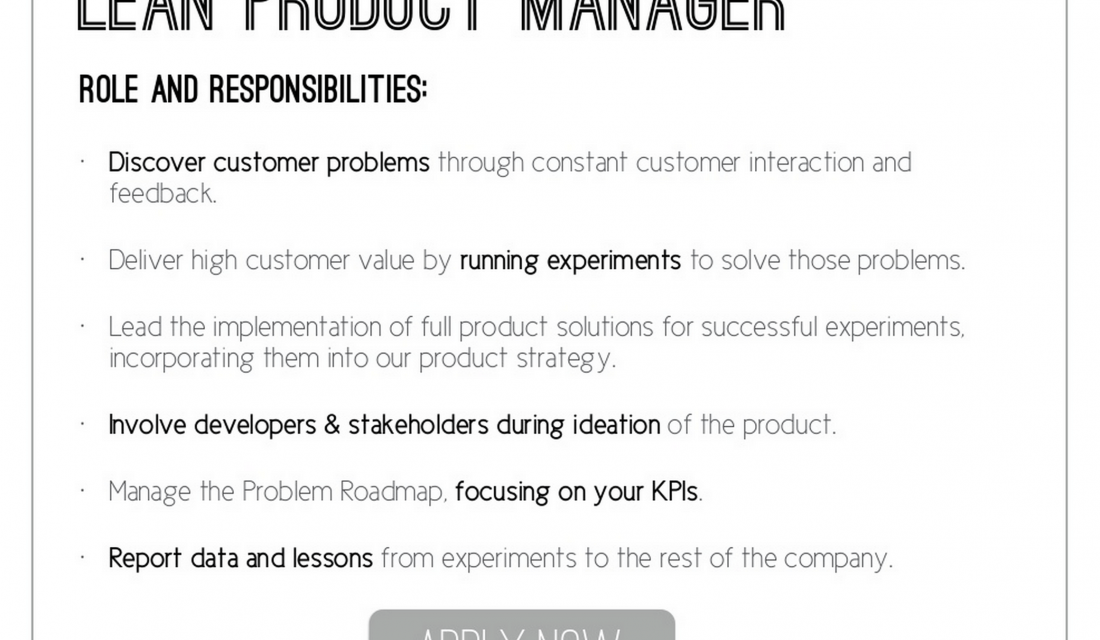 LEAN PRODUCT MANAGER
ROLE AND RESPONSIBILITIES:
· Discover customer problems through constant customer interaction and
feedback.
· Deliver high customer value by running experiments to solve those problems.
· Lead the implementation of full product solutions for successful experiments,
incorporating them into our product strategy.
· Involve developers & stakeholders during ideation of the product.
· Manage the Problem Roadmap, focusing on your KPIs.
· Report data and lessons from experiments to the rest of the company.
APPLY NOW